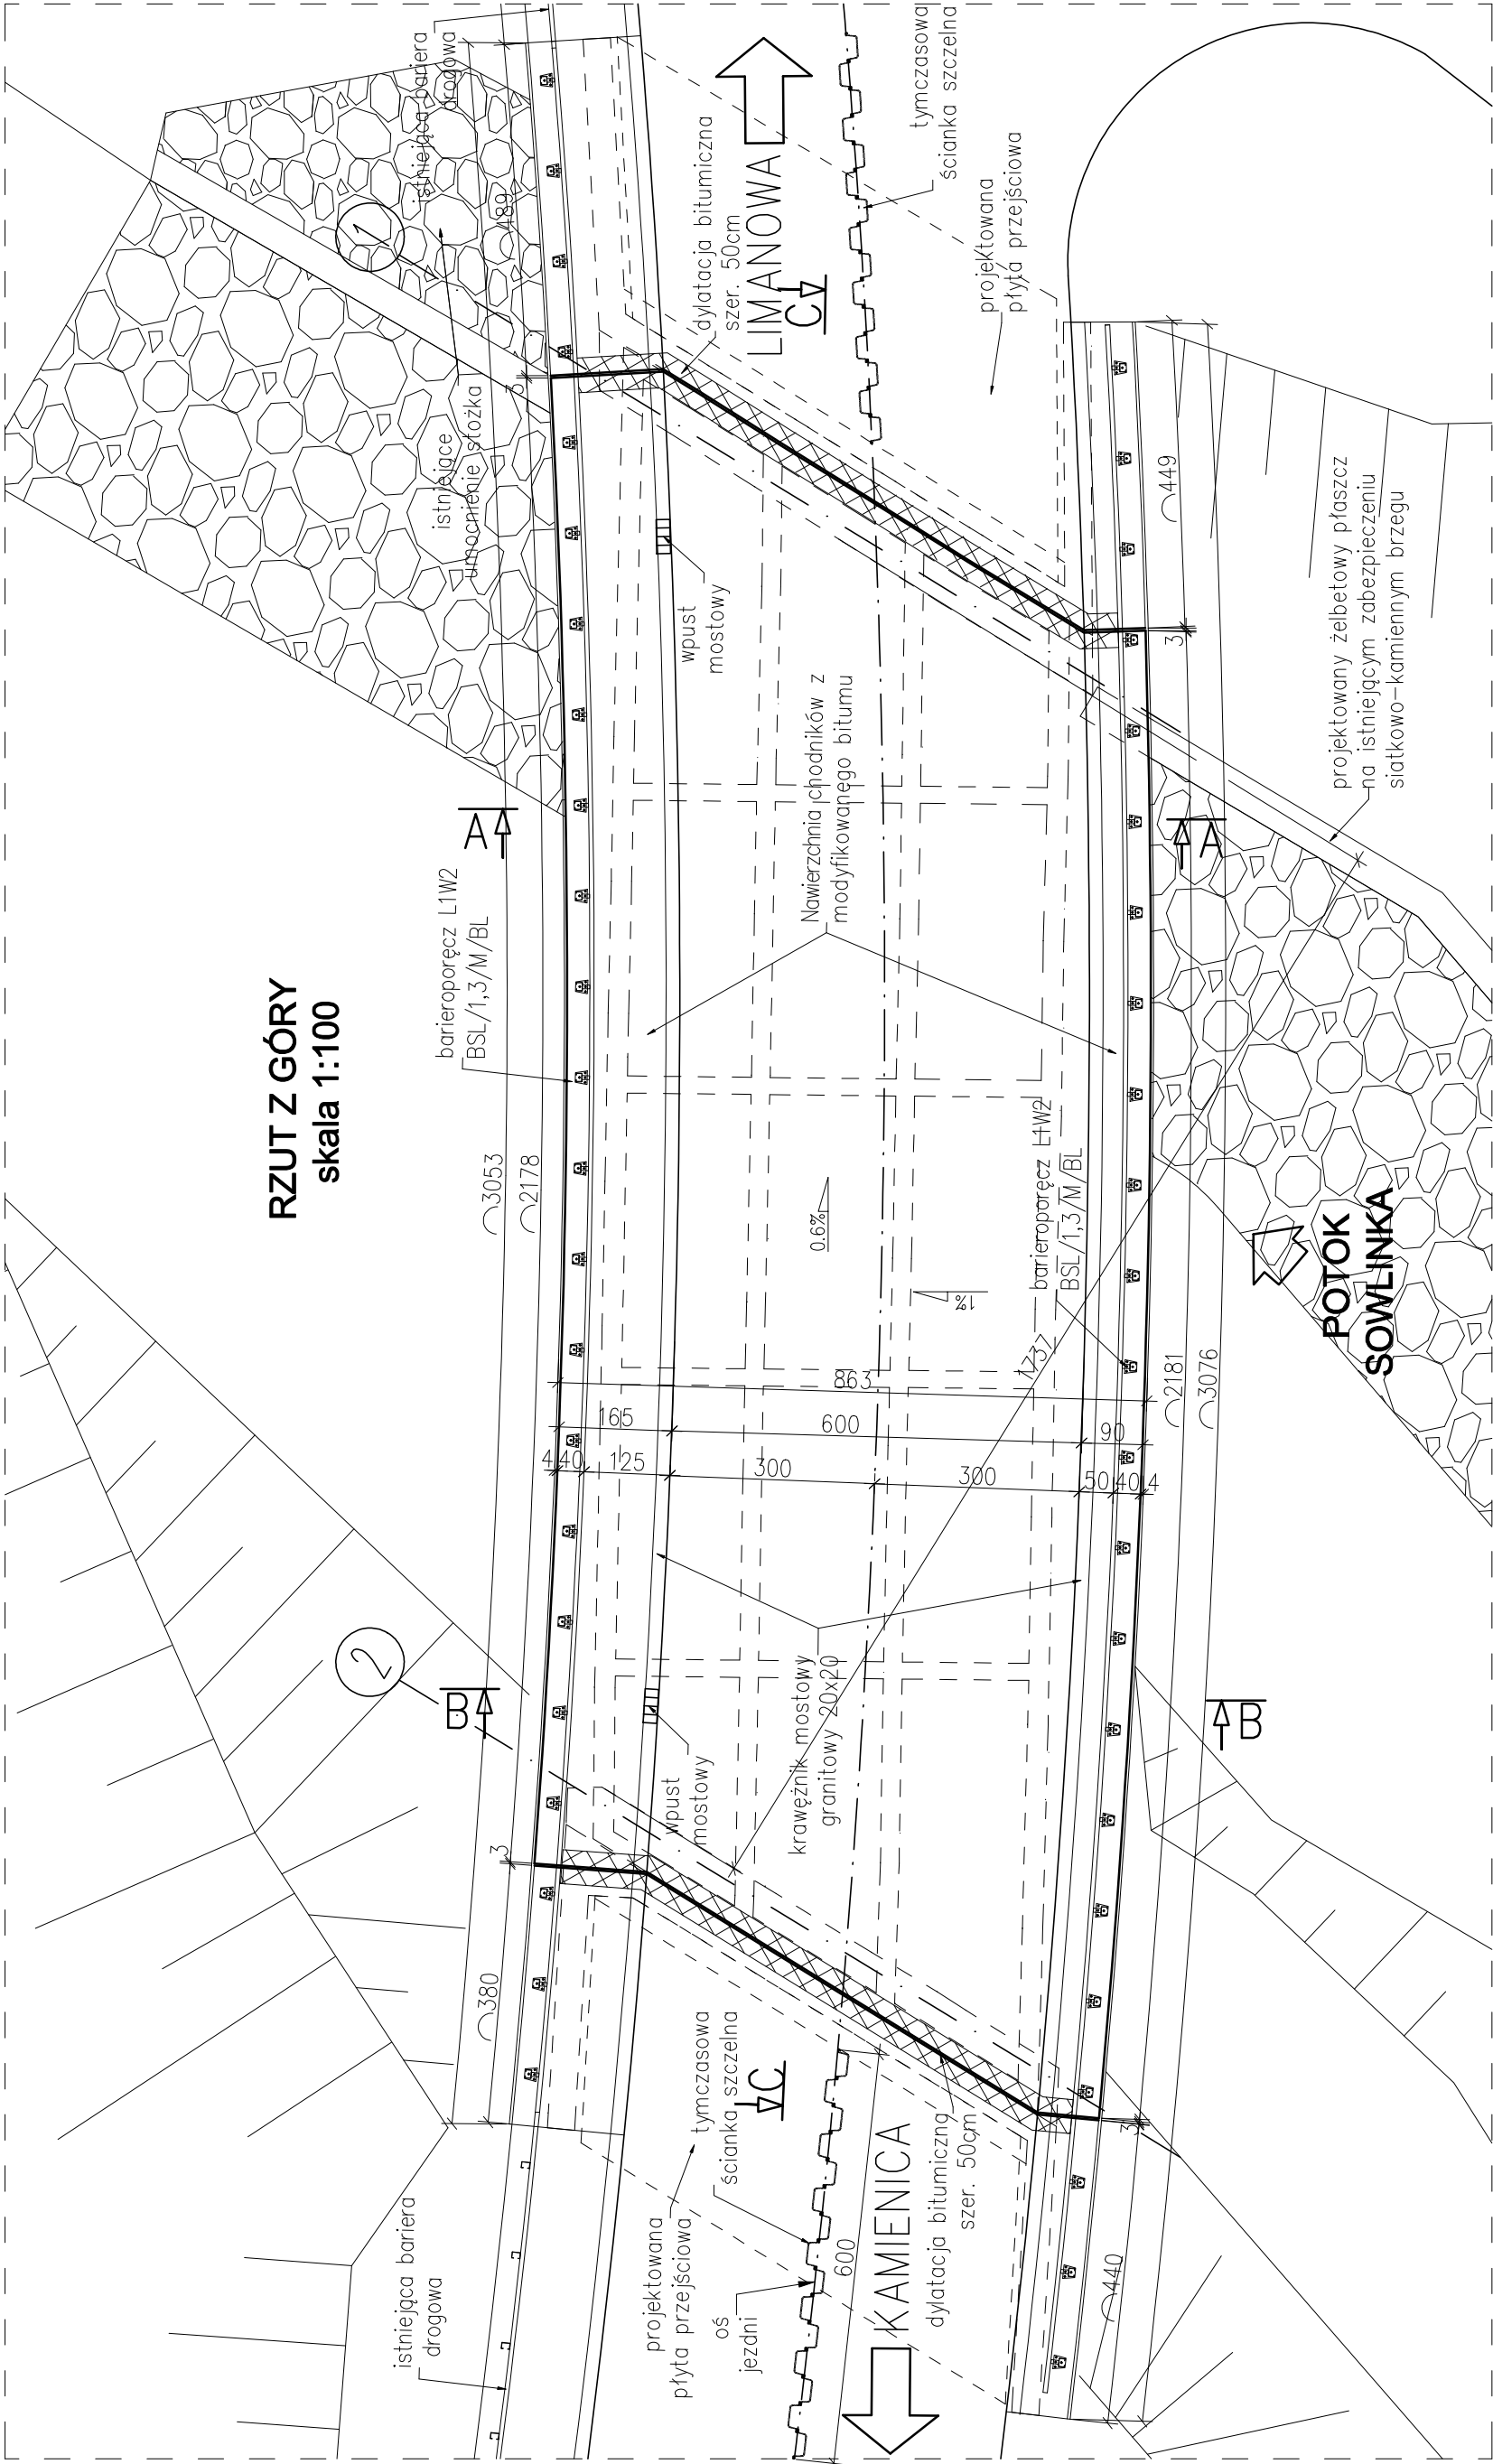 RZUT Z GÓRY
skala 1:100
istniejąca bariera
drogowa
istniejące
umocnienie stożka
1
489
3
dylatacja bitumiczna
szer. 50cm
LIMANOWA
C
tymczasowa
ścianka szczelna
projektowana
płyta przejściowa
449
3
projektowany żelbetowy płaszcz
na istniejącym zabezpieczeniu
siatkowo-kamiennym brzegu
wpust
mostowy
Nawierzchnia chodników z
modyfikowanego bitumu
A
A
barieroporęcz L1W2
BSL/1,3/M/BL
3053
2178
0.6%
1%
barieroporęcz L1W2
BSL/1,3/M/BL
POTOK
SOWLINKA
1737
2181
3076
863
165
600
90
4
40
125
300
300
50
40
4
krawężnik mostowy
granitowy 20x20
2
B
B
wpust
mostowy
3
380
tymczasowa
ścianka szczelna
C
projektowana
płyta przejściowa
oś
jezdni
600
KAMIENICA
dylatacja bitumiczna
szer. 50cm
3
440
istniejąca bariera
drogowa